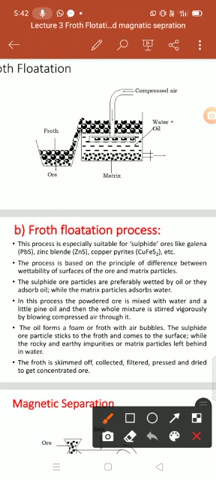 5:42
Lecture 3 Froth Flotati...d magnetic sepration
oth Floatation
Compressed air
Water +
Oil
Froth
Ore
Matrix
b) Froth floatation process:
• This process is especially suitable for 'sulphide' ores like galena
(PbS), zinc blende (ZnS), copper pyrites (CuFeS₂), etc.
• The process is based on the principle of difference between
wettability of surfaces of the ore and matrix particles.
• The sulphide ore particles are preferably wetted by oil or they
adsorb oil; while the matrix particles adsorbs water.
• In this process the powdered ore is mixed with water and a
little pine oil and then the whole mixture is stirred vigorously
by blowing compressed air through it.
• The oil forms a foam or froth with air bubbles. The sulphide
ore particle sticks to the froth and comes to the surface; while
the rocky and earthy impurities or matrix particles left behind
in water.
• The froth is skimmed off, collected, filtered, pressed and dried
to get concentrated ore.
Magnetic Separation
Ore